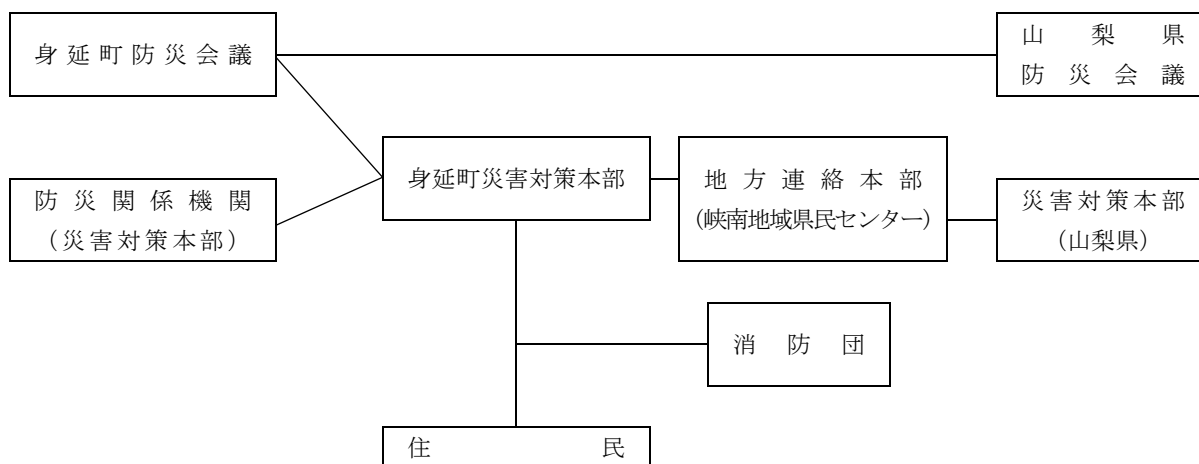 身延町防災会議
山梨県
防災会議
身延町災害対策本部
地方連絡本部
(峡南地域県民センター)
防災関係機関
(災害対策本部)
災害対策本部
(山梨県)
消防団
住民